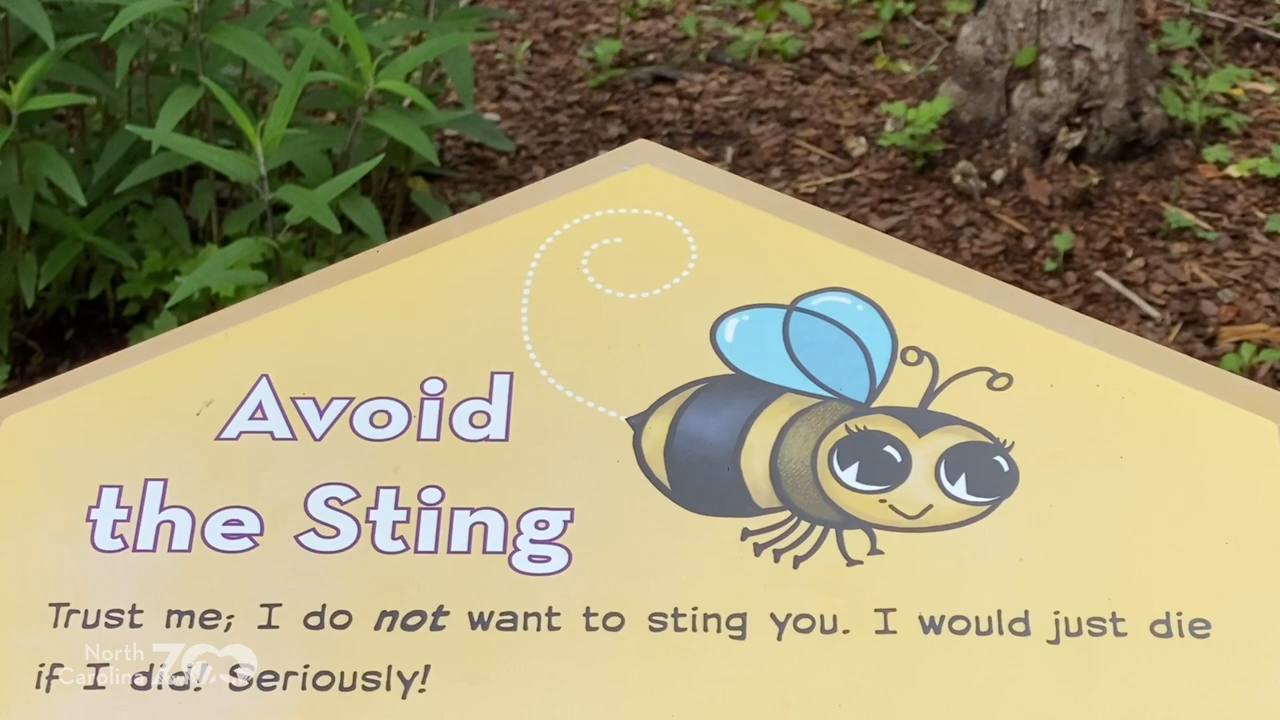 Avoid
the Sting
Trust me; I do not want to sting you. I would just die
if I did! Seriously!
North
Carolina ZOO